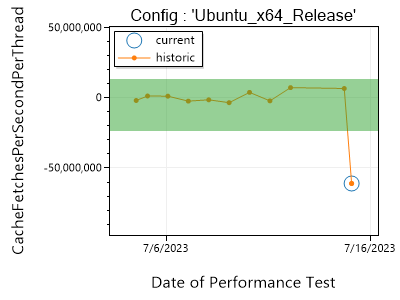 Config : 'Ubuntu_x64_Release'
50,000,000
current
historic
0
-50,000,000
CacheFetchesPerSecondPerThread
7/6/2023
7/16/2023
Date of Performance Test